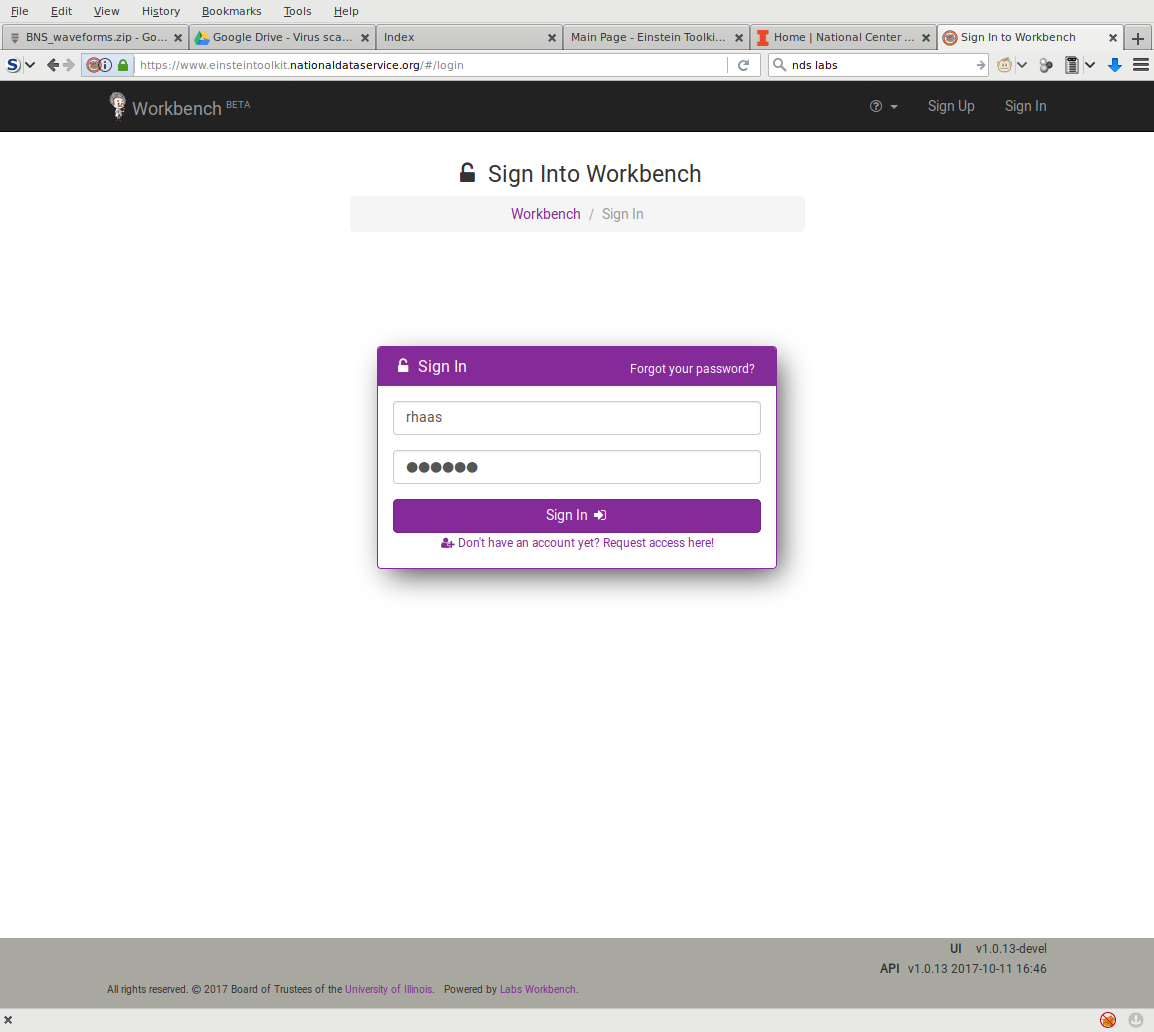 File Edit View History Bookmarks Tools Help
BNS_waveforms.zip - Go... Google Drive - Virus sca... Index Main Page - Einstein Toolki... Home | National Center ... Sign In to Workbench
S https://www.einsteintoolkit.nationaldataservice.org/#/login nds labs
Workbench BETA Sign Up Sign In
Sign Into Workbench
Workbench / Sign In
Sign In Forgot your password?
rhaas
●●●●●●
Sign In
Don't have an account yet? Request access here!
UI v1.0.13-devel
API v1.0.13 2017-10-11 16:46
All rights reserved. © 2017 Board of Trustees of the University of Illinois. Powered by Labs Workbench.